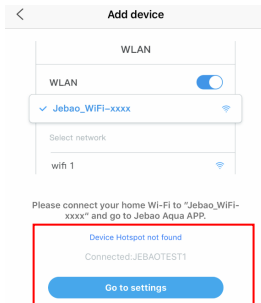 Add device
WLAN
WLAN
Jebao_WiFi-xxxx
Select network
wifi 1
Please connect your home Wi-Fi to "Jebao_WiFi-
xxxx" and go to Jebao Aqua APP.
Device Hotspot not found
Connected:JEBAOTEST1
Go to settings